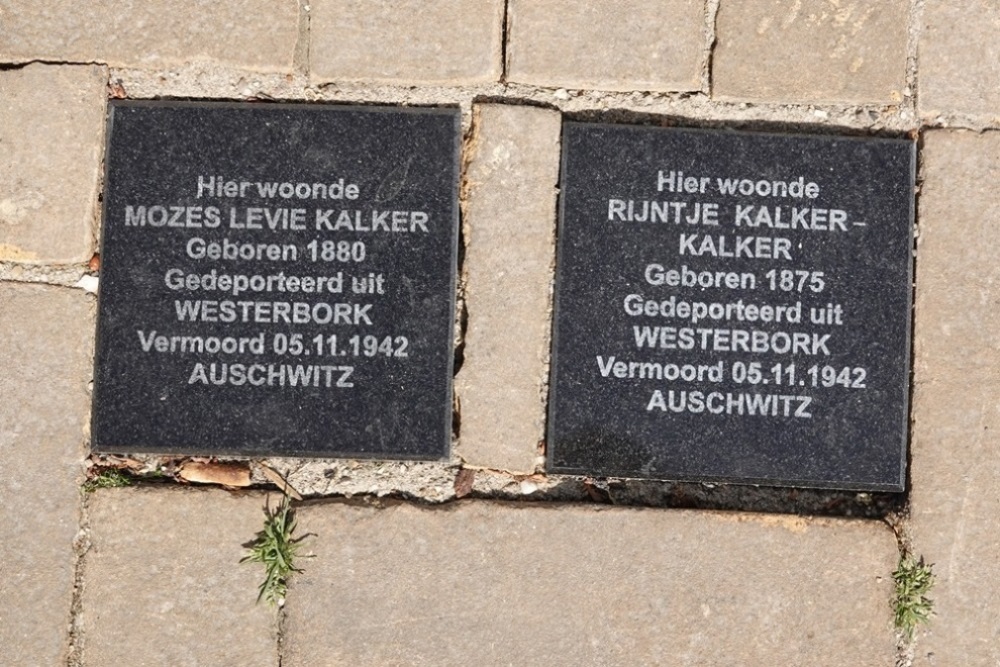 Hier woonde
MOZES LEVIE KALKER
Geboren 1880
Gedeporteerd uit
WESTERBORK
Vermoord 05.11.1942
AUSCHWITZ
Hier woonde
RIJNTJE KALKER-
KALKER
Geboren 1875
Gedeporteerd uit
WESTERBORK
Vermoord 05.11.1942
AUSCHWITZ